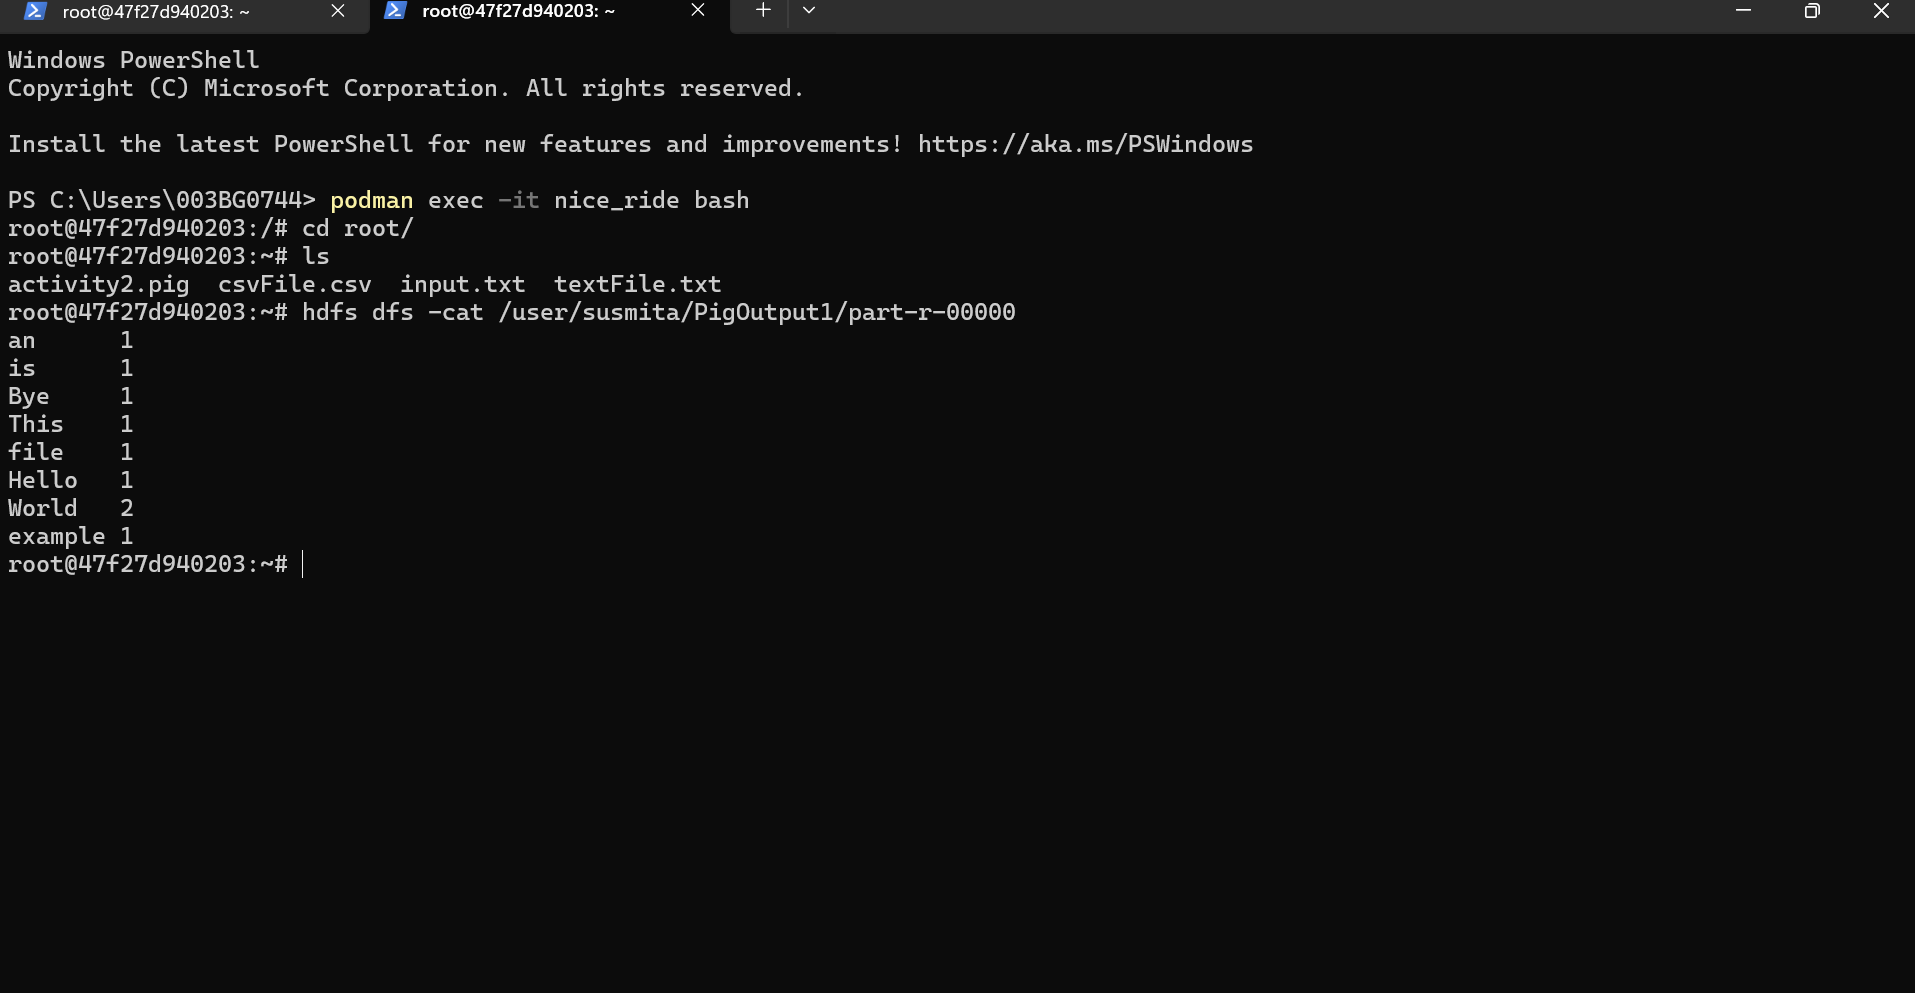 root@47f27d940203: ~ root@47f27d940203: ~
Windows PowerShell
Copyright (C) Microsoft Corporation. All rights reserved.
Install the latest PowerShell for new features and improvements! https://aka.ms/PSWindows
PS C:\Users\003BG0744> podman exec -it nice_ride bash
root@47f27d940203:/# cd root/
root@47f27d940203:~# ls
activity2.pig  csvFile.csv  input.txt  textFile.txt
root@47f27d940203:~# hdfs dfs -cat /user/susmita/PigOutput1/part-r-00000
an      1
is      1
Bye     1
This    1
file    1
Hello   1
World   2
example 1
root@47f27d940203:~#